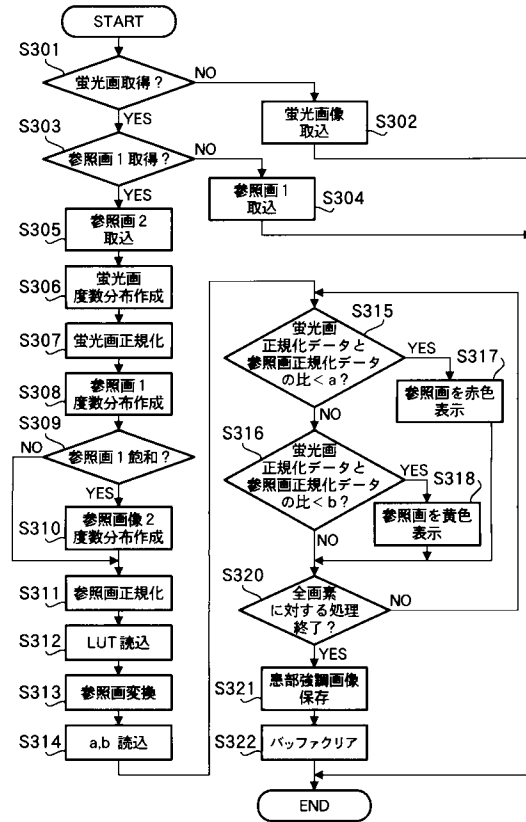 START
S301
蛍光画取得?
NO
YES
蛍光画像
取込
S302
S303
参照画1取得?
NO
YES
参照画1
取込
S304
参照画2
取込
S305
蛍光画
度数分布作成
S306
蛍光画正規化
S307
参照画1
度数分布作成
S308
S309
参照画1飽和?
NO
YES
参照画像2
度数分布作成
S310
参照画正規化
S311
LUT読込
S312
参照画変換
S313
a,b 読込
S314
蛍光画
正規化データと
参照画正規化データ
の比<a?
S315
YES
NO
S317
参照画を赤色
表示
S316
蛍光画
正規化データと
参照画正規化データ
の比<b?
YES
NO
S318
参照画を黄色
表示
S320
全画素
に対する処理
終了?
NO
YES
S321
患部強調画像
保存
S322
バッファクリア
END